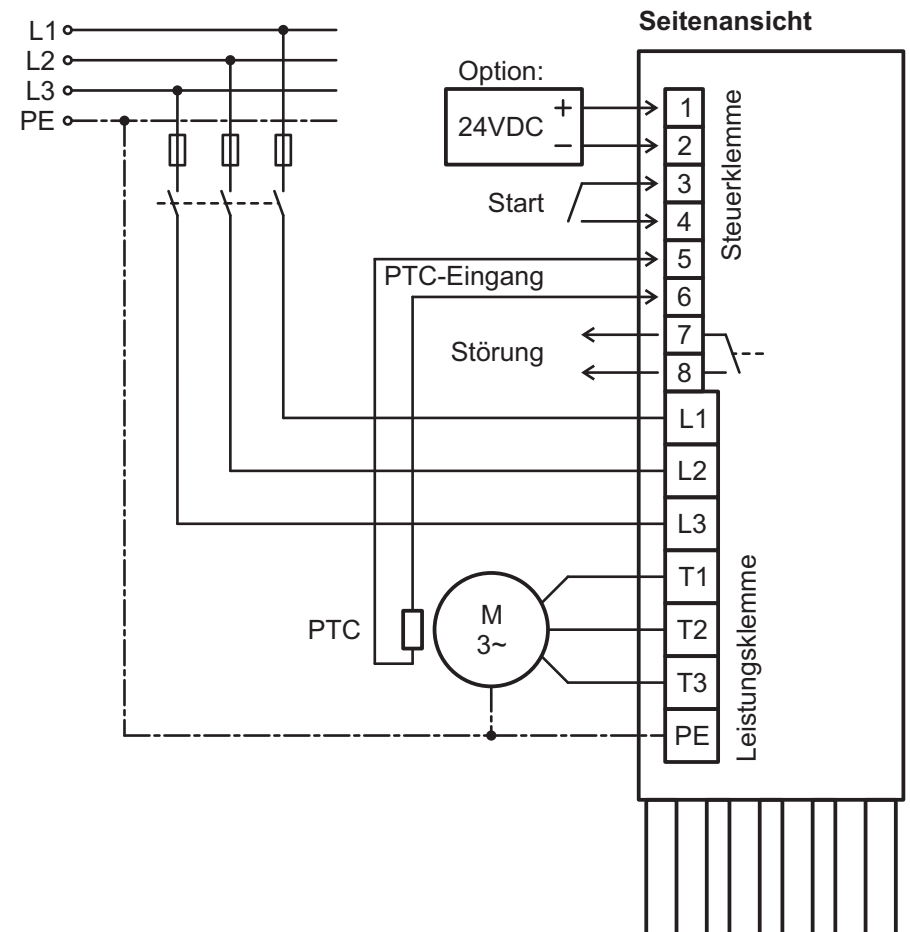 Seitenansicht
L1
L2
L3
PE
Option:
24VDC + −
Start
PTC-Eingang
Störung
PTC
M
3~
1
2
3
4
5
6
7
8
Steuerklemme
L1
L2
L3
T1
T2
T3
PE
Leistungsklemme